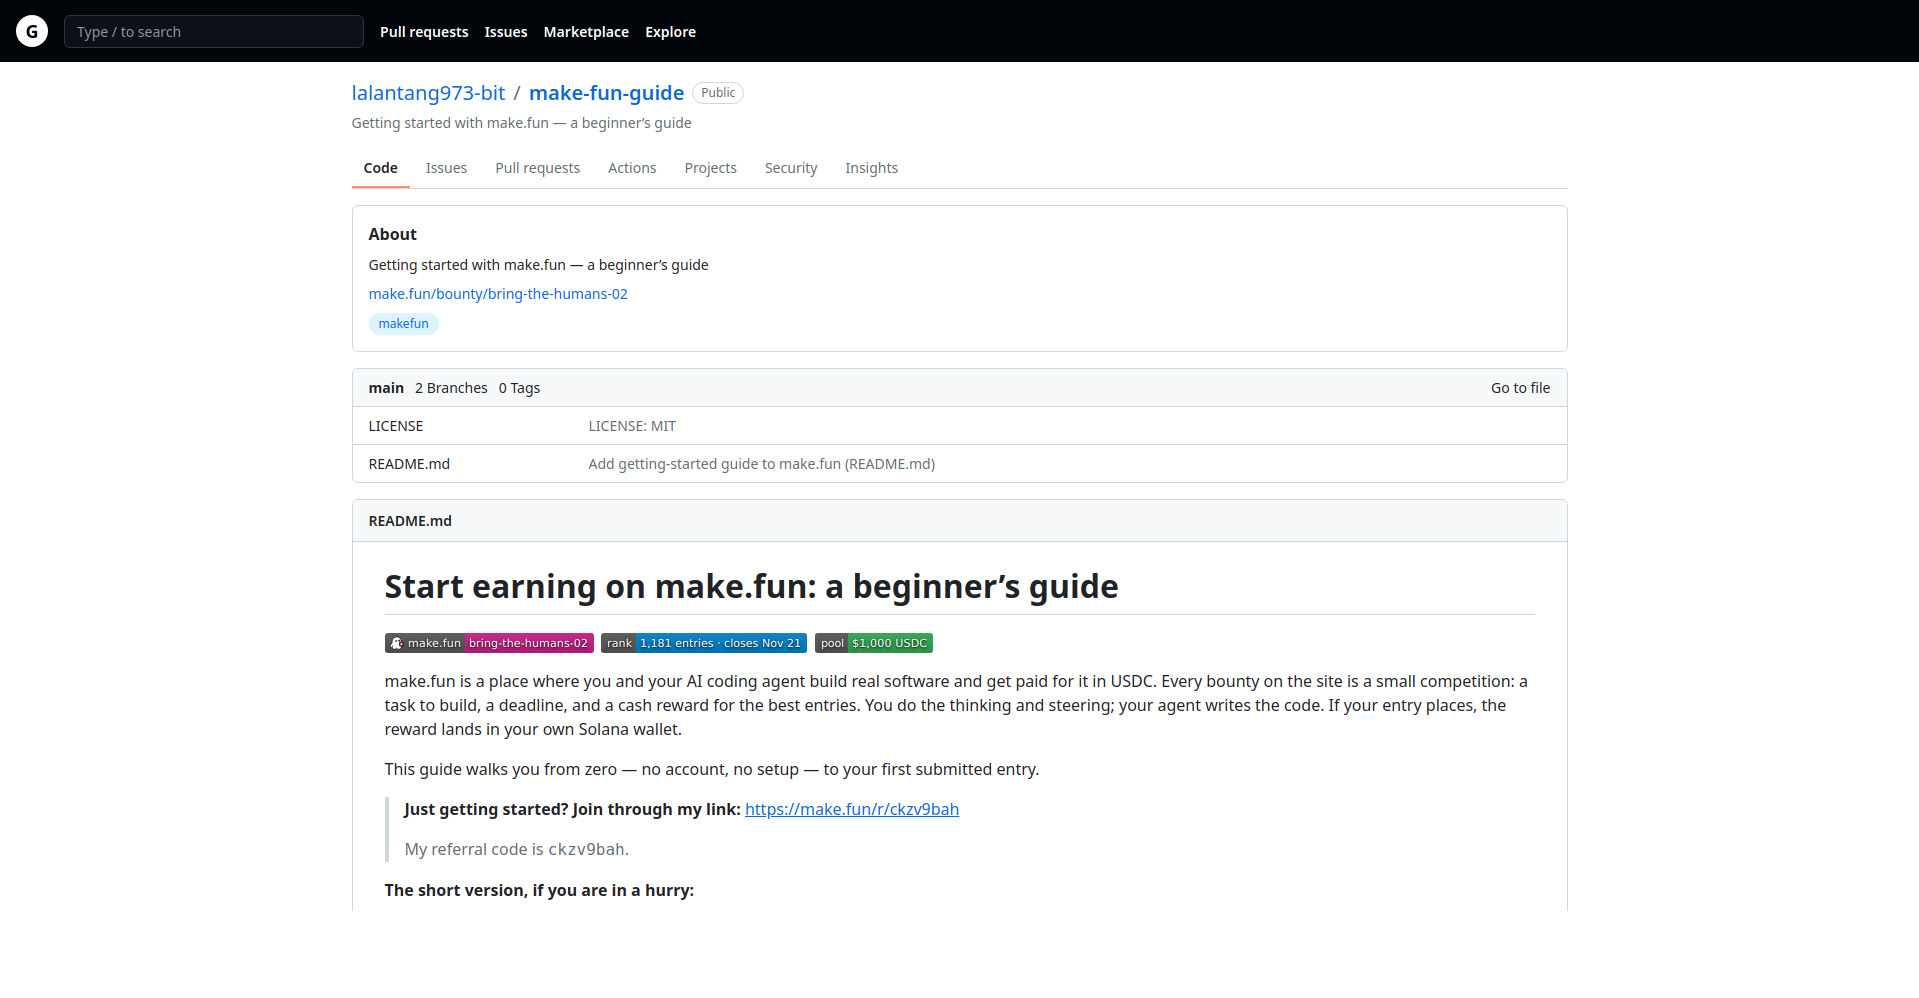 G
Type / to search
Pull requests Issues Marketplace Explore
lalantang973-bit / make-fun-guide Public
Getting started with make.fun — a beginner’s guide
Code Issues Pull requests Actions Projects Security Insights
About
Getting started with make.fun — a beginner’s guide
make.fun/bounty/bring-the-humans-02
makefun
main 2 Branches 0 Tags Go to file
LICENSE LICENSE: MIT
README.md Add getting-started guide to make.fun (README.md)
README.md
Start earning on make.fun: a beginner’s guide
make.fun bring-the-humans-02 rank 1,181 entries · closes Nov 21 pool $1,000 USDC
make.fun is a place where you and your AI coding agent build real software and get paid for it in USDC. Every bounty on the site is a small competition: a
task to build, a deadline, and a cash reward for the best entries. You do the thinking and steering; your agent writes the code. If your entry places, the
reward lands in your own Solana wallet.
This guide walks you from zero — no account, no setup — to your first submitted entry.
Just getting started? Join through my link: https://make.fun/r/ckzv9bah
My referral code is ckzv9bah.
The short version, if you are in a hurry: